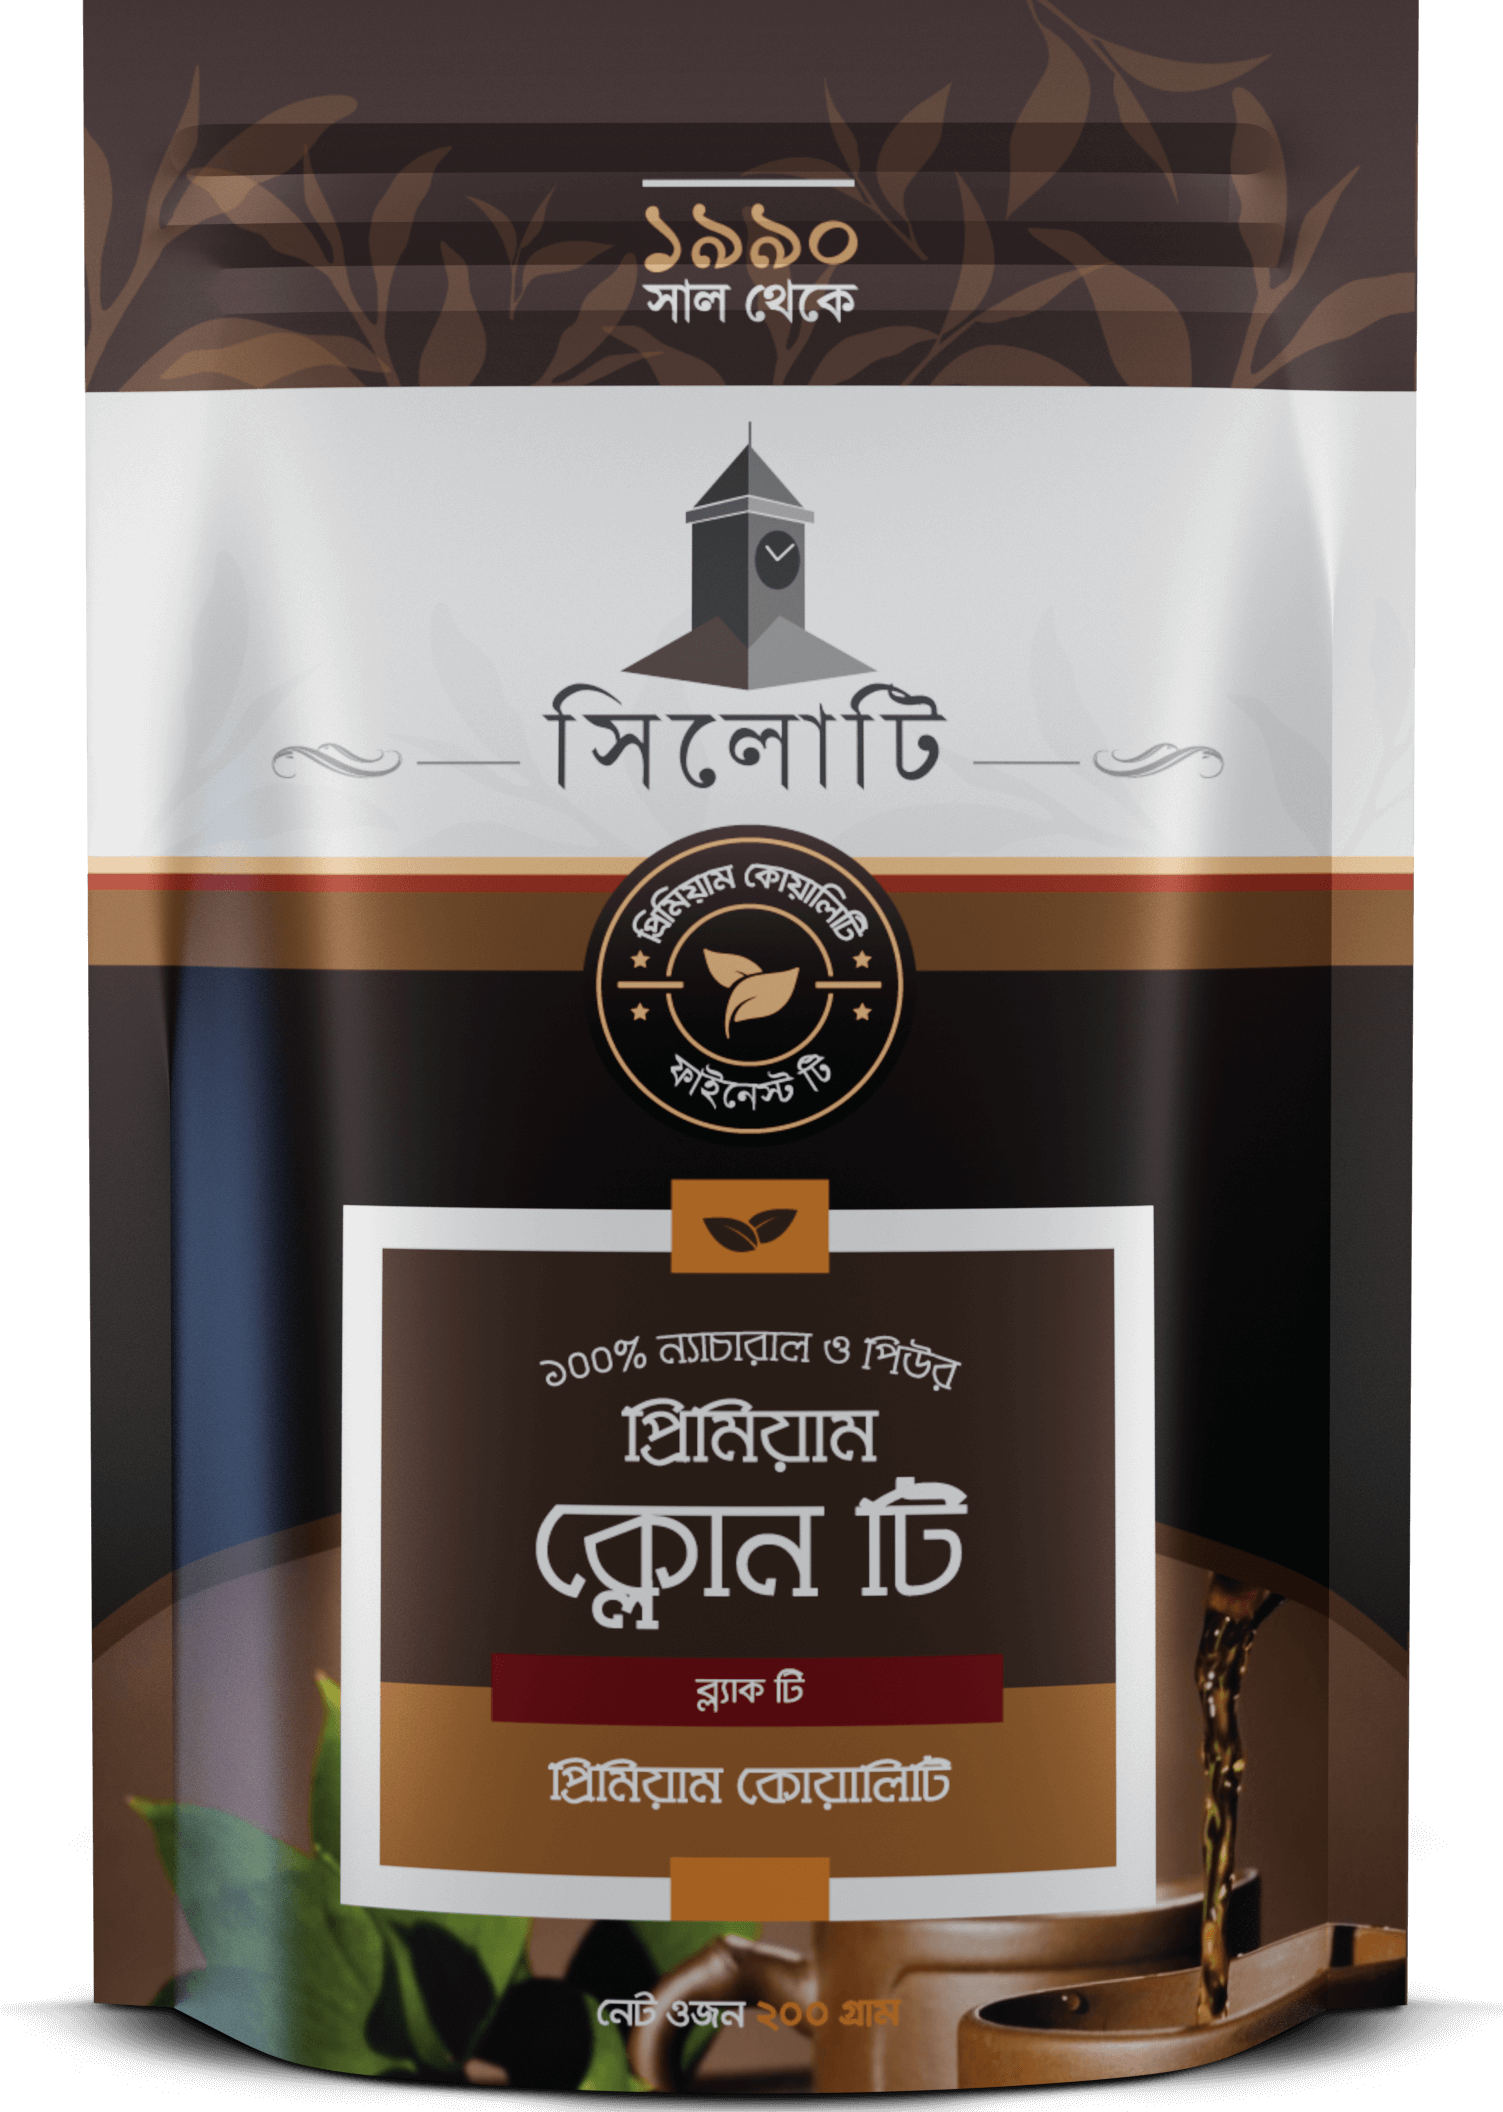 ১৯৯০
সাল থেকে
সিলোটি
প্রিমিয়াম কোয়ালিটি
ফাইনেস্ট টি
১০০% ন্যাচারাল ও পিউর
প্রিমিয়াম
ক্লোন টি
ব্ল্যাক টি
প্রিমিয়াম কোয়ালিটি
নেট ওজন ২০০ গ্রাম